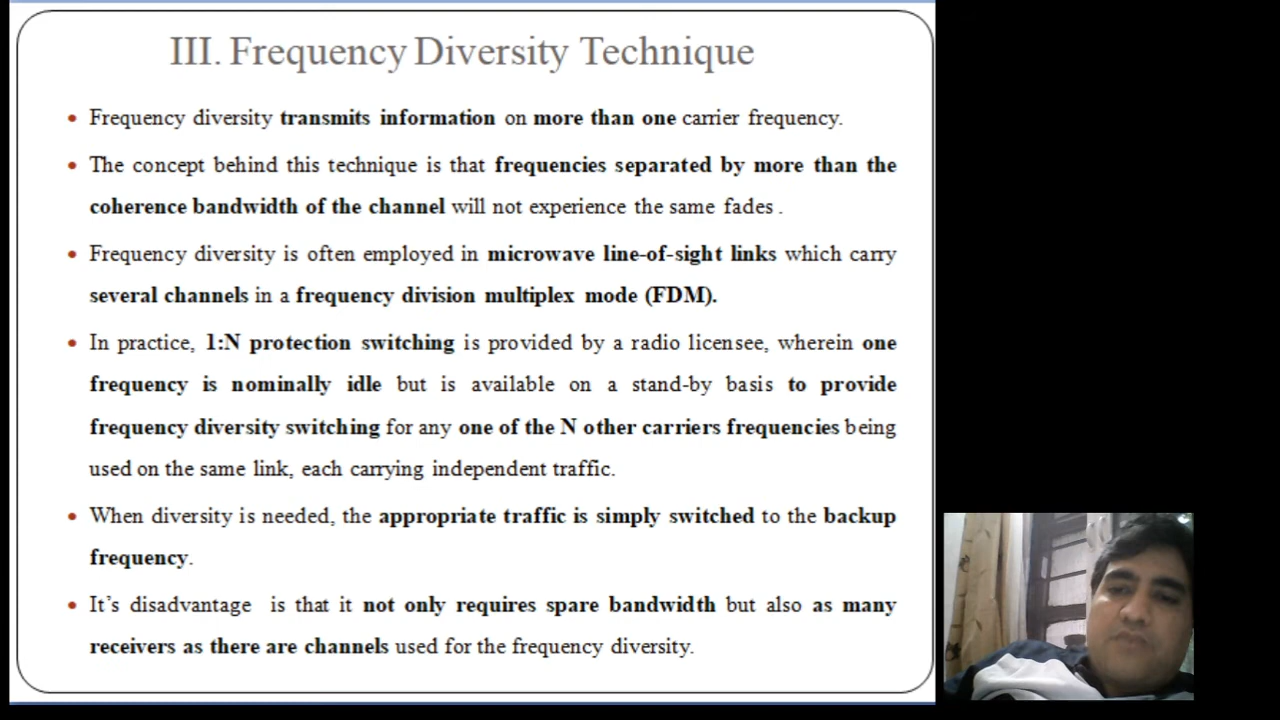 III. Frequency Diversity Technique
• Frequency diversity transmits information on more than one carrier frequency.
• The concept behind this technique is that frequencies separated by more than the
coherence bandwidth of the channel will not experience the same fades .
• Frequency diversity is often employed in microwave line-of-sight links which carry
several channels in a frequency division multiplex mode (FDM).
• In practice, 1:N protection switching is provided by a radio licensee, wherein one
frequency is nominally idle but is available on a stand-by basis to provide
frequency diversity switching for any one of the N other carriers frequencies being
used on the same link, each carrying independent traffic.
• When diversity is needed, the appropriate traffic is simply switched to the backup
frequency.
• It's disadvantage is that it not only requires spare bandwidth but also as many
receivers as there are channels used for the frequency diversity.